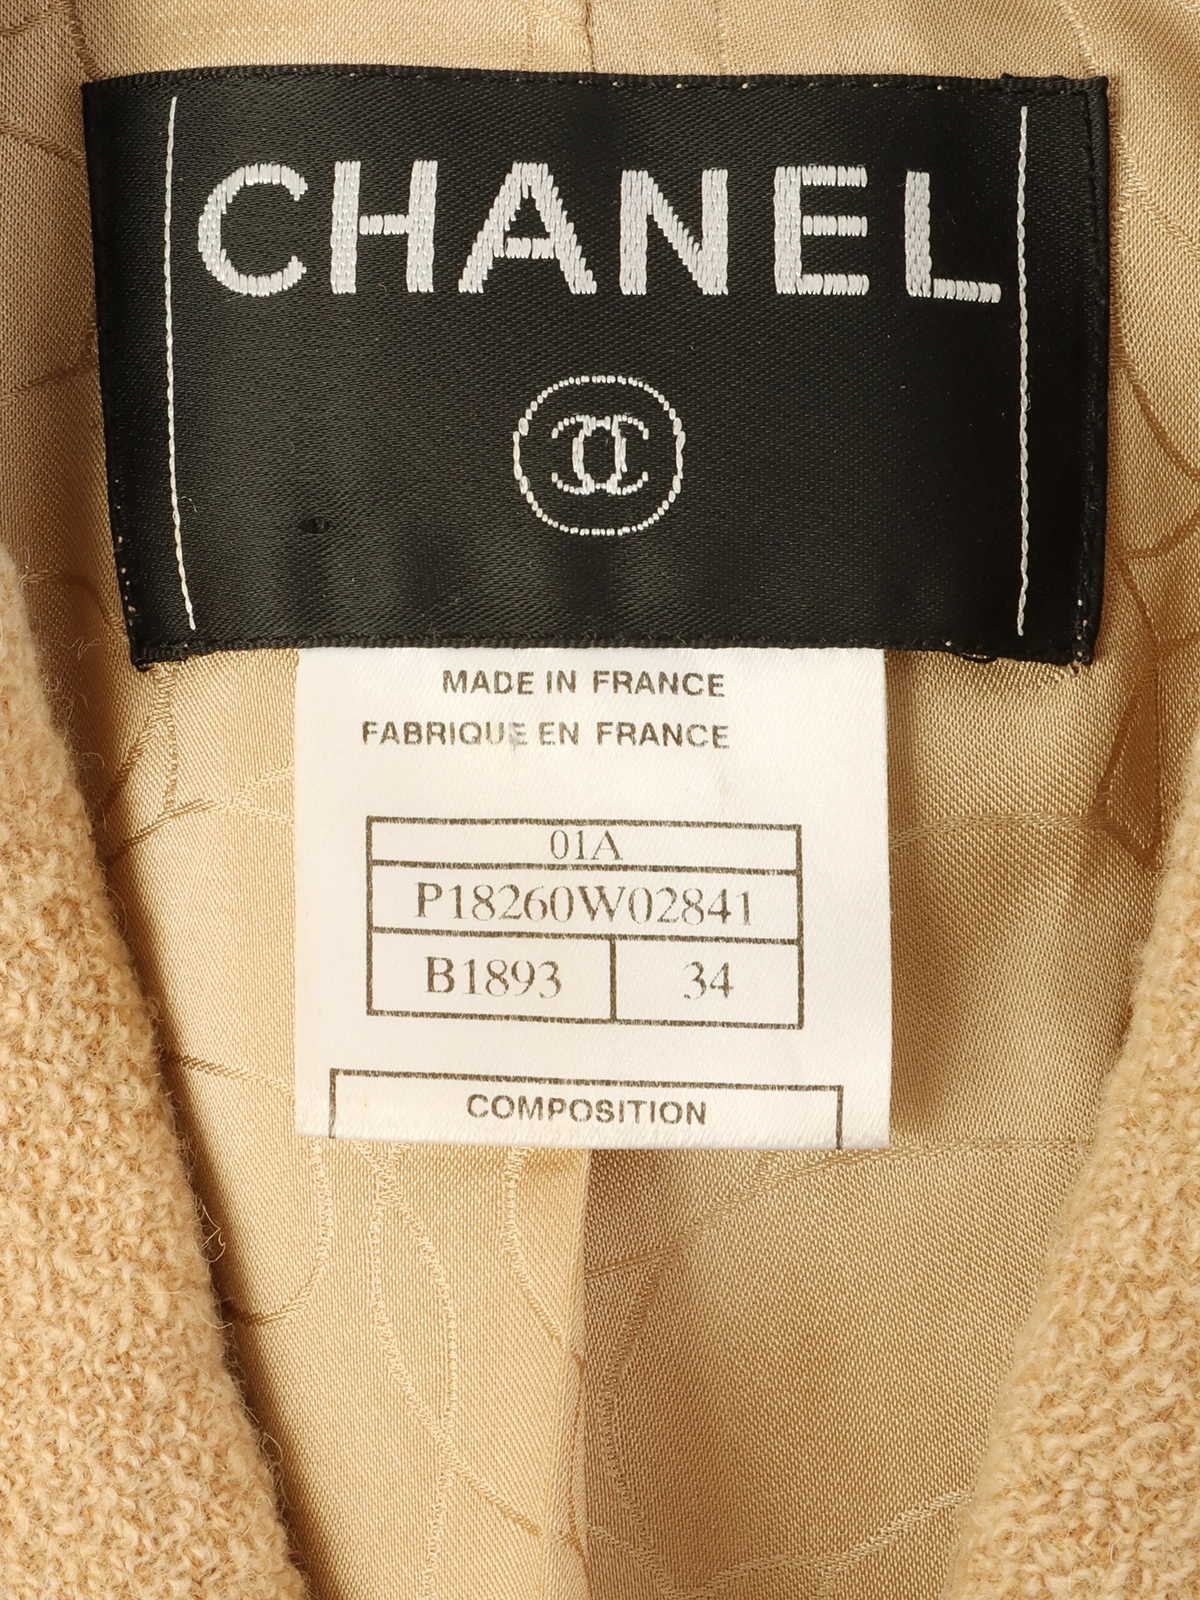 CHANEL
MADE IN FRANCE
FABRIQUE EN FRANCE
01A
P18260W02841
B1893 34
COMPOSITION